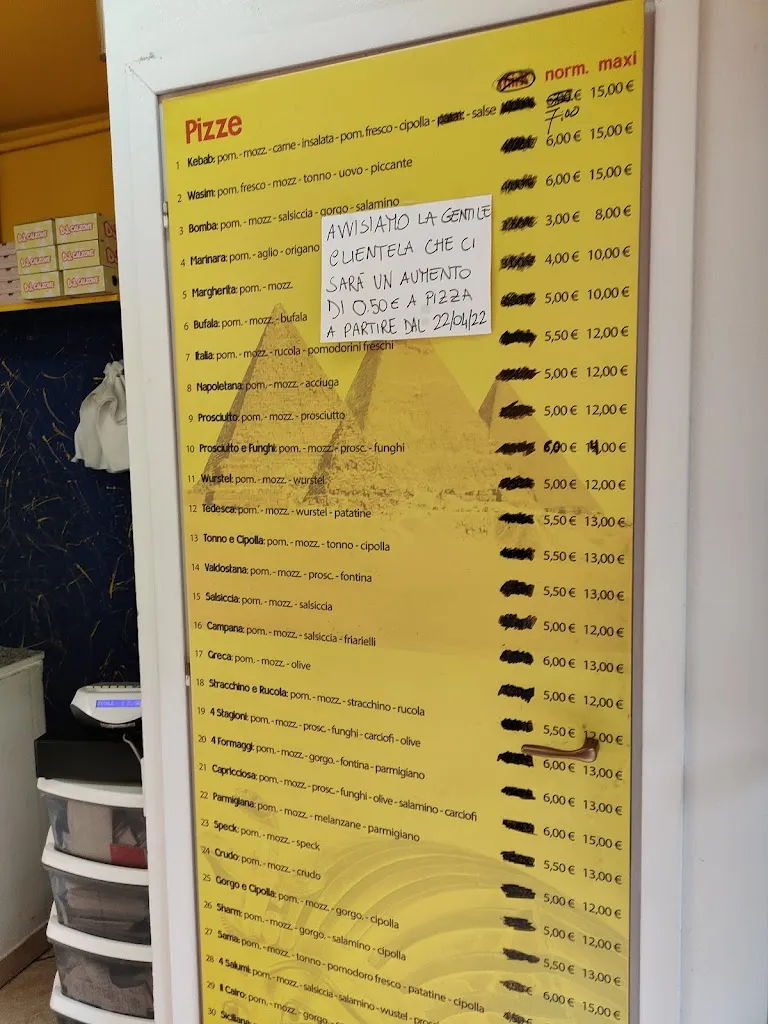 norm. maxi
Pizze
1 Kebab: pom. - mozz. - carne - insalata - pom. fresco - cipolla - patat. - salse 7,00 € 15,00 €
2 Wasim: pom. fresco - mozz - tonno - uovo - piccante 6,00 € 15,00 €
3 Bomba: pom. - mozz - salsiccia - gorgo - salamino 6,00 € 15,00 €
4 Marinara: pom. - aglio - origano 3,00 € 8,00 €
5 Margherita: pom. - mozz. 4,00 € 10,00 €
6 Bufala: pom. - mozz. - bufala 5,00 € 10,00 €
7 Italia: pom. - mozz. - rucola - pomodorini freschi 5,50 € 12,00 €
8 Napoletana: pom. - mozz. - acciuga 5,00 € 12,00 €
9 Prosciutto: pom. - mozz. - prosciutto 5,00 € 12,00 €
10 Prosciutto e Funghi: pom. - mozz. - prosc. - funghi 6,00 € 14,00 €
11 Wurstel: pom. - mozz. - wurstel 5,00 € 12,00 €
12 Tedesca: pom. - mozz. - wurstel - patatine 5,50 € 13,00 €
13 Tonno e Cipolla: pom. - mozz. - tonno - cipolla 5,50 € 13,00 €
14 Valdostana: pom. - mozz. - prosc. - fontina 5,50 € 13,00 €
15 Salsiccia: pom. - mozz. - salsiccia 5,00 € 12,00 €
16 Campana: pom. - mozz. - salsiccia - friarielli 6,00 € 13,00 €
17 Greca: pom. - mozz. - olive 5,00 € 12,00 €
18 Stracchino e Rucola: pom. - mozz. - stracchino - rucola 5,50 € 12,00 €
19 4 Stagioni: pom. - mozz. - prosc. - funghi - carciofi - olive 6,00 € 13,00 €
20 4 Formaggi: pom. - mozz. - gorgo. - fontina - parmigiano 6,00 € 13,00 €
21 Capricciosa: pom. - mozz. - prosc. - funghi - olive - salamino - carciofi 6,00 € 15,00 €
22 Parmigiana: pom. - mozz. - melanzane - parmigiano 5,50 € 13,00 €
23 Speck: pom. - mozz. - speck 5,00 € 12,00 €
24 Crudo: pom. - mozz. - crudo 5,00 € 12,00 €
25 Gorgo e Cipolla: pom. - mozz. - gorgo. - cipolla 5,50 € 13,00 €
26 Sharm: pom. - mozz. - gorgo. - salamino - cipolla 6,00 € 15,00 €
27 Sama: pom. - mozz. - tonno - pomodoro fresco - patatine - cipolla
28 4 Salumi: pom. - mozz. - salsiccia - salamino - wustel -
29 Il Cairo: pom. - mozz. - gorgo. -
30 Siciliana
AVVISIAMO LA GENTILE
CLIENTELA CHE CI
SARÀ UN AUMENTO
DI 0.50 € A PIZZA
A PARTIRE DAL 22/04/22